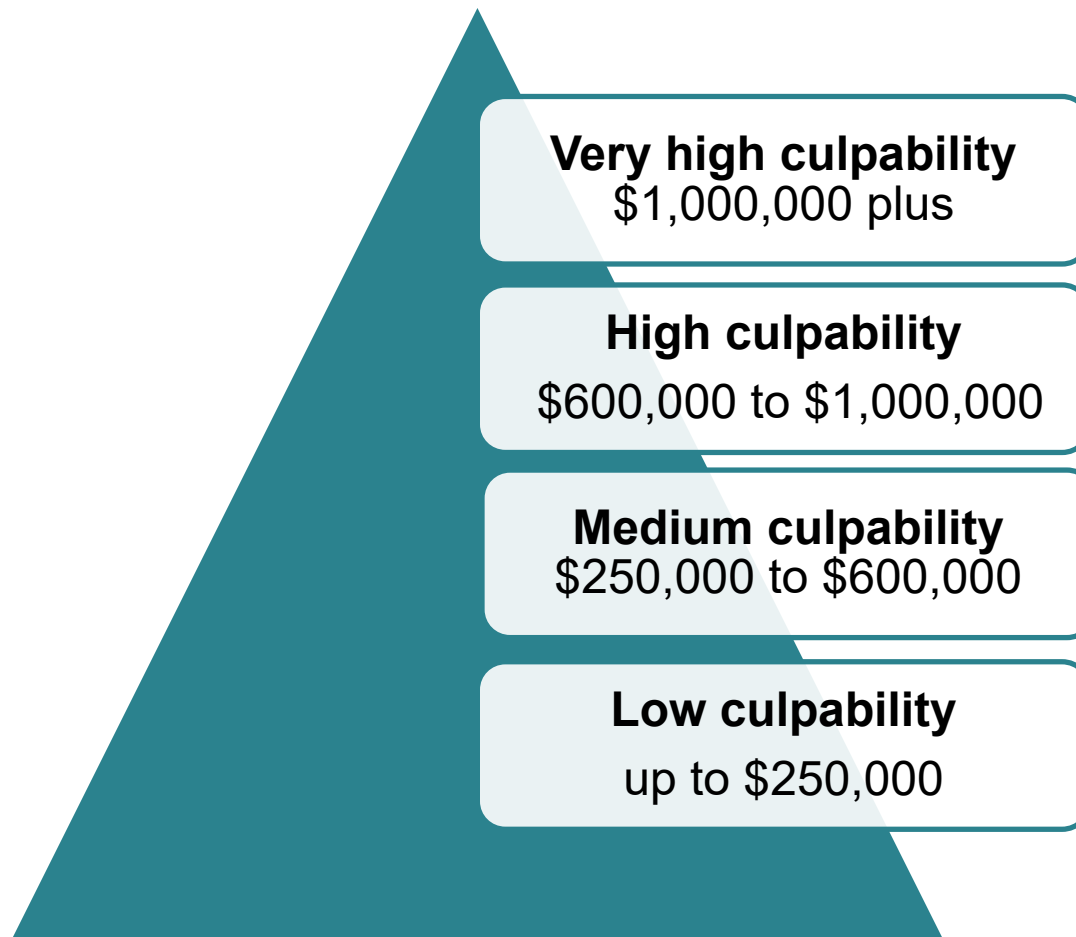 Very high culpability
$1,000,000 plus
High culpability
$600,000 to $1,000,000
Medium culpability
$250,000 to $600,000
Low culpability
up to $250,000